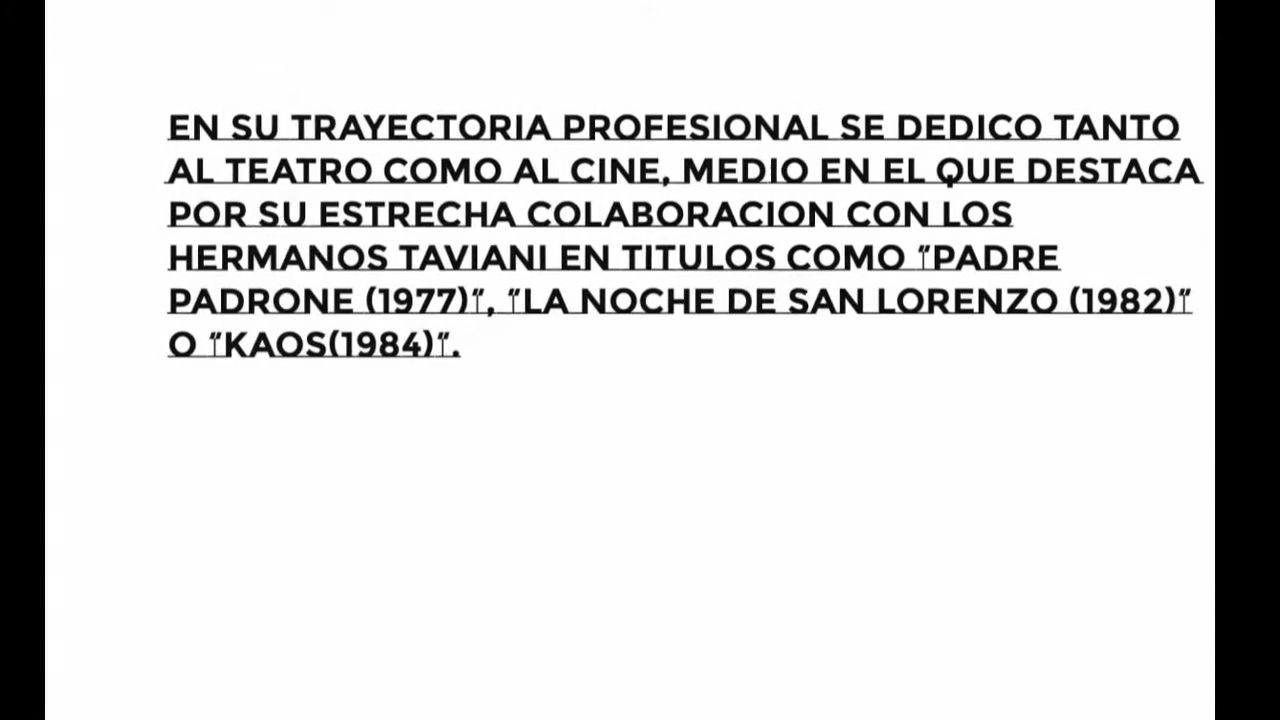 EN SU TRAYECTORIA PROFESIONAL SE DEDICO TANTO
AL TEATRO COMO AL CINE, MEDIO EN EL QUE DESTACA
POR SU ESTRECHA COLABORACION CON LOS
HERMANOS TAVIANI EN TITULOS COMO "PADRE
PADRONE (1977)", "LA NOCHE DE SAN LORENZO (1982)"
O "KAOS(1984)".